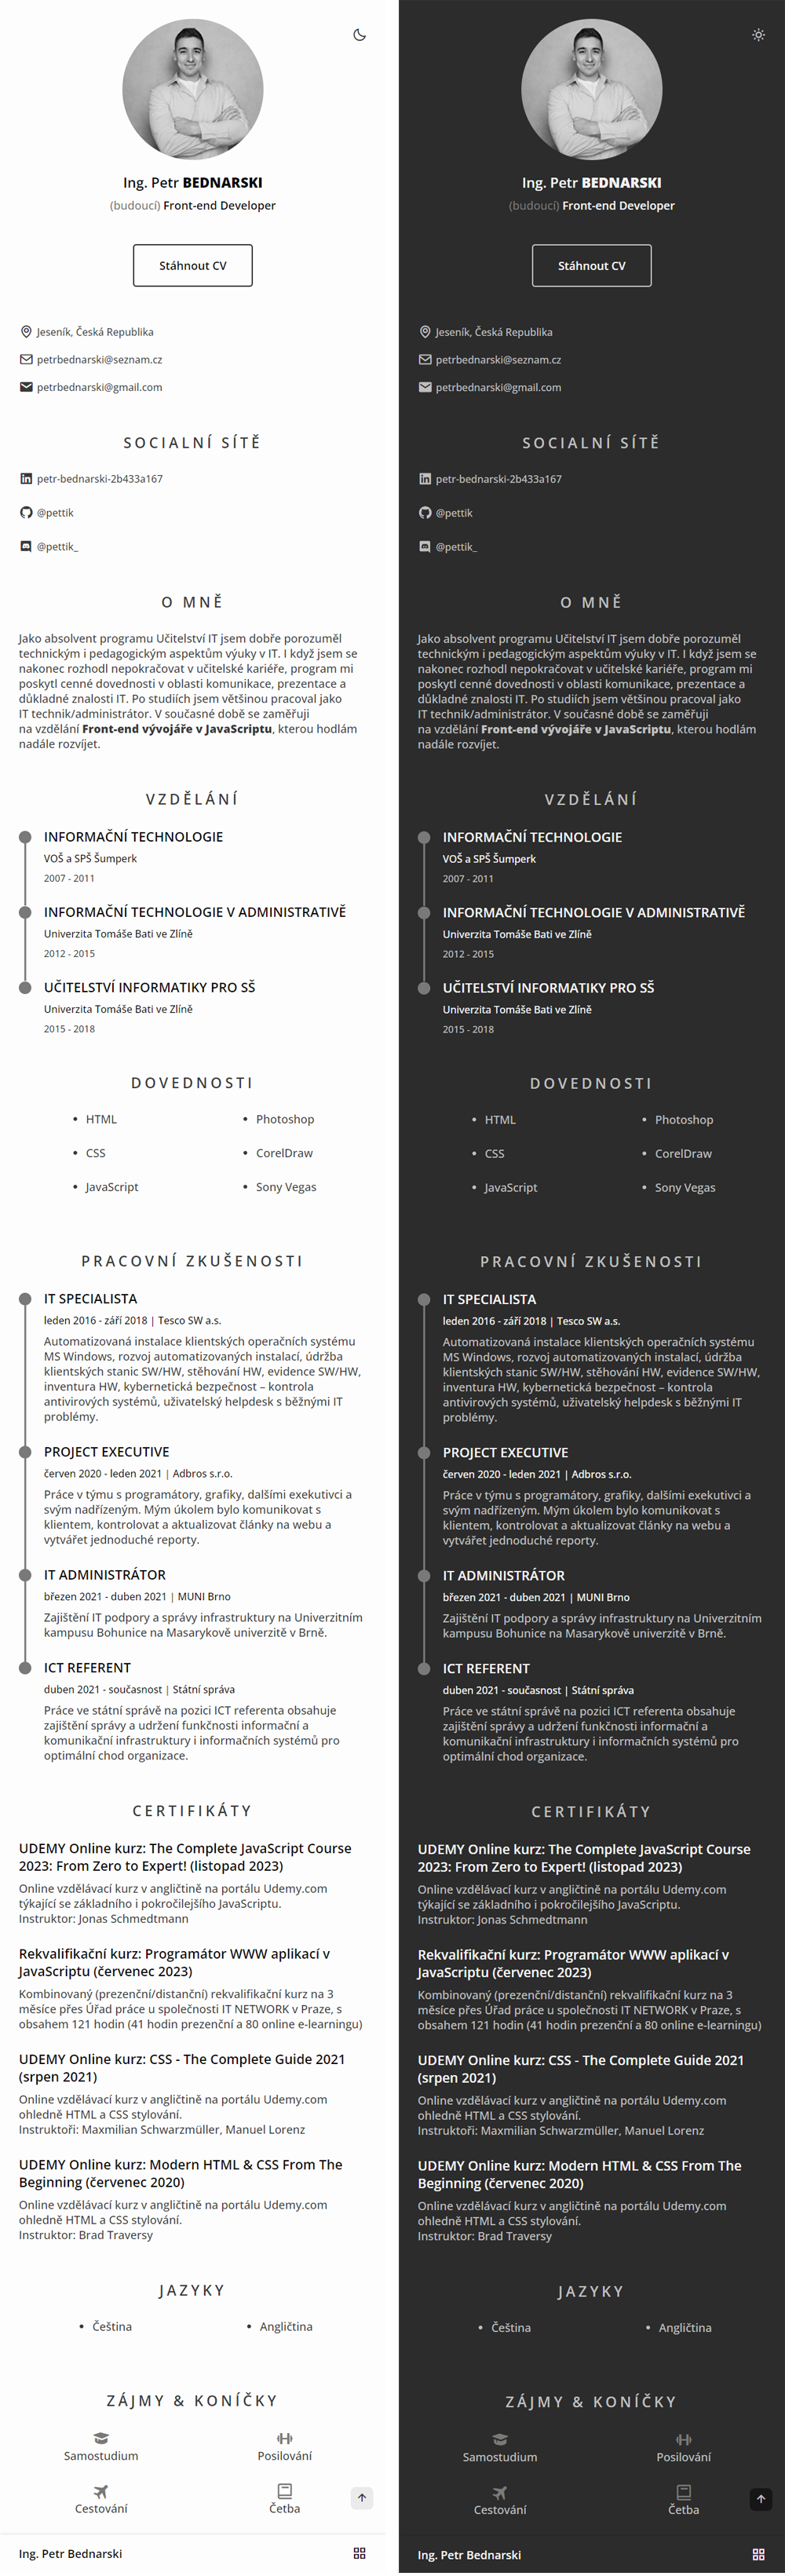 Ing. Petr BEDNARSKI
(budoucí) Front-end Developer
Stáhnout CV
Jeseník, Česká Republika
petrbednarski@seznam.cz
petrbednarski@gmail.com
SOCIALNÍ SÍTĚ
petr-bednarski-2b433a167
@pettik
@pettik_
O MNĚ
Jako absolvent programu Učitelství IT jsem dobře porozuměl
technickým i pedagogickým aspektům výuky v IT. I když jsem se
nakonec rozhodl nepokračovat v učitelské kariéře, program mi
poskytl cenné dovednosti v oblasti komunikace, prezentace a
důkladné znalosti IT. Po studiích jsem většinou pracoval jako
IT technik/administrátor. V současné době se zaměřuji
na vzdělání Front-end vývojáře v JavaScriptu, kterou hodlám
nadále rozvíjet.
VZDĚLÁNÍ
INFORMAČNÍ TECHNOLOGIE
VOŠ a SPŠ Šumperk
2007 - 2011
INFORMAČNÍ TECHNOLOGIE V ADMINISTRATIVĚ
Univerzita Tomáše Bati ve Zlíně
2012 - 2015
UČITELSTVÍ INFORMATIKY PRO SŠ
Univerzita Tomáše Bati ve Zlíně
2015 - 2018
DOVEDNOSTI
• HTML
• Photoshop
• CSS
• CorelDraw
• JavaScript
• Sony Vegas
PRACOVNÍ ZKUŠENOSTI
IT SPECIALISTA
leden 2016 - září 2018 | Tesco SW a.s.
Automatizovaná instalace klientských operačních systému
MS Windows, rozvoj automatizovaných instalací, údržba
klientských stanic SW/HW, stěhování HW, evidence SW/HW,
inventura HW, kybernetická bezpečnost – kontrola
antivirových systémů, uživatelský helpdesk s běžnými IT
problémy.
PROJECT EXECUTIVE
červen 2020 - leden 2021 | Adbros s.r.o.
Práce v týmu s programátory, grafiky, dalšími exekutivci a
svým nadřízeným. Mým úkolem bylo komunikovat s
klientem, kontrolovat a aktualizovat články na webu a
vytvářet jednoduché reporty.
IT ADMINISTRÁTOR
březen 2021 - duben 2021 | MUNI Brno
Zajištění IT podpory a správy infrastruktury na Univerzitním
kampusu Bohunice na Masarykově univerzitě v Brně.
ICT REFERENT
duben 2021 - současnost | Státní správa
Práce ve státní správě na pozici ICT referenta obsahuje
zajištění správy a udržení funkčnosti informační a
komunikační infrastruktury i informačních systémů pro
optimální chod organizace.
CERTIFIKÁTY
UDEMY Online kurz: The Complete JavaScript Course
2023: From Zero to Expert! (listopad 2023)
Online vzdělávací kurz v angličtině na portálu Udemy.com
týkající se základního i pokročilejšího JavaScriptu.
Instruktor: Jonas Schmedtmann
Rekvalifikační kurz: Programátor WWW aplikací v
JavaScriptu (červenec 2023)
Kombinovaný (prezenční/distanční) rekvalifikační kurz na 3
měsíce přes Úřad práce u společnosti IT NETWORK v Praze, s
obsahem 121 hodin (41 hodin prezenční a 80 online e-learningu)
UDEMY Online kurz: CSS - The Complete Guide 2021
(srpen 2021)
Online vzdělávací kurz v angličtině na portálu Udemy.com
ohledně HTML a CSS stylování.
Instruktoři: Maxmilian Schwarzmüller, Manuel Lorenz
UDEMY Online kurz: Modern HTML & CSS From The
Beginning (červenec 2020)
Online vzdělávací kurz v angličtině na portálu Udemy.com
ohledně HTML a CSS stylování.
Instruktor: Brad Traversy
JAZYKY
• Čeština
• Angličtina
ZÁJMY & KONÍČKY
Samostudium
Posilování
Cestování
Četba
Ing. Petr Bednarski
Ing. Petr BEDNARSKI
(budoucí) Front-end Developer
Stáhnout CV
Jeseník, Česká Republika
petrbednarski@seznam.cz
petrbednarski@gmail.com
SOCIALNÍ SÍTĚ
petr-bednarski-2b433a167
@pettik
@pettik_
O MNĚ
Jako absolvent programu Učitelství IT jsem dobře porozuměl
technickým i pedagogickým aspektům výuky v IT. I když jsem se
nakonec rozhodl nepokračovat v učitelské kariéře, program mi
poskytl cenné dovednosti v oblasti komunikace, prezentace a
důkladné znalosti IT. Po studiích jsem většinou pracoval jako
IT technik/administrátor. V současné době se zaměřuji
na vzdělání Front-end vývojáře v JavaScriptu, kterou hodlám
nadále rozvíjet.
VZDĚLÁNÍ
INFORMAČNÍ TECHNOLOGIE
VOŠ a SPŠ Šumperk
2007 - 2011
INFORMAČNÍ TECHNOLOGIE V ADMINISTRATIVĚ
Univerzita Tomáše Bati ve Zlíně
2012 - 2015
UČITELSTVÍ INFORMATIKY PRO SŠ
Univerzita Tomáše Bati ve Zlíně
2015 - 2018
DOVEDNOSTI
• HTML
• Photoshop
• CSS
• CorelDraw
• JavaScript
• Sony Vegas
PRACOVNÍ ZKUŠENOSTI
IT SPECIALISTA
leden 2016 - září 2018 | Tesco SW a.s.
Automatizovaná instalace klientských operačních systému
MS Windows, rozvoj automatizovaných instalací, údržba
klientských stanic SW/HW, stěhování HW, evidence SW/HW,
inventura HW, kybernetická bezpečnost – kontrola
antivirových systémů, uživatelský helpdesk s běžnými IT
problémy.
PROJECT EXECUTIVE
červen 2020 - leden 2021 | Adbros s.r.o.
Práce v týmu s programátory, grafiky, dalšími exekutivci a
svým nadřízeným. Mým úkolem bylo komunikovat s
klientem, kontrolovat a aktualizovat články na webu a
vytvářet jednoduché reporty.
IT ADMINISTRÁTOR
březen 2021 - duben 2021 | MUNI Brno
Zajištění IT podpory a správy infrastruktury na Univerzitním
kampusu Bohunice na Masarykově univerzitě v Brně.
ICT REFERENT
duben 2021 - současnost | Státní správa
Práce ve státní správě na pozici ICT referenta obsahuje
zajištění správy a udržení funkčnosti informační a
komunikační infrastruktury i informačních systémů pro
optimální chod organizace.
CERTIFIKÁTY
UDEMY Online kurz: The Complete JavaScript Course
2023: From Zero to Expert! (listopad 2023)
Online vzdělávací kurz v angličtině na portálu Udemy.com
týkající se základního i pokročilejšího JavaScriptu.
Instruktor: Jonas Schmedtmann
Rekvalifikační kurz: Programátor WWW aplikací v
JavaScriptu (červenec 2023)
Kombinovaný (prezenční/distanční) rekvalifikační kurz na 3
měsíce přes Úřad práce u společnosti IT NETWORK v Praze, s
obsahem 121 hodin (41 hodin prezenční a 80 online e-learningu)
UDEMY Online kurz: CSS - The Complete Guide 2021
(srpen 2021)
Online vzdělávací kurz v angličtině na portálu Udemy.com
ohledně HTML a CSS stylování.
Instruktoři: Maxmilian Schwarzmüller, Manuel Lorenz
UDEMY Online kurz: Modern HTML & CSS From The
Beginning (červenec 2020)
Online vzdělávací kurz v angličtině na portálu Udemy.com
ohledně HTML a CSS stylování.
Instruktor: Brad Traversy
JAZYKY
• Čeština
• Angličtina
ZÁJMY & KONÍČKY
Samostudium
Posilování
Cestování
Četba
Ing. Petr Bednarski